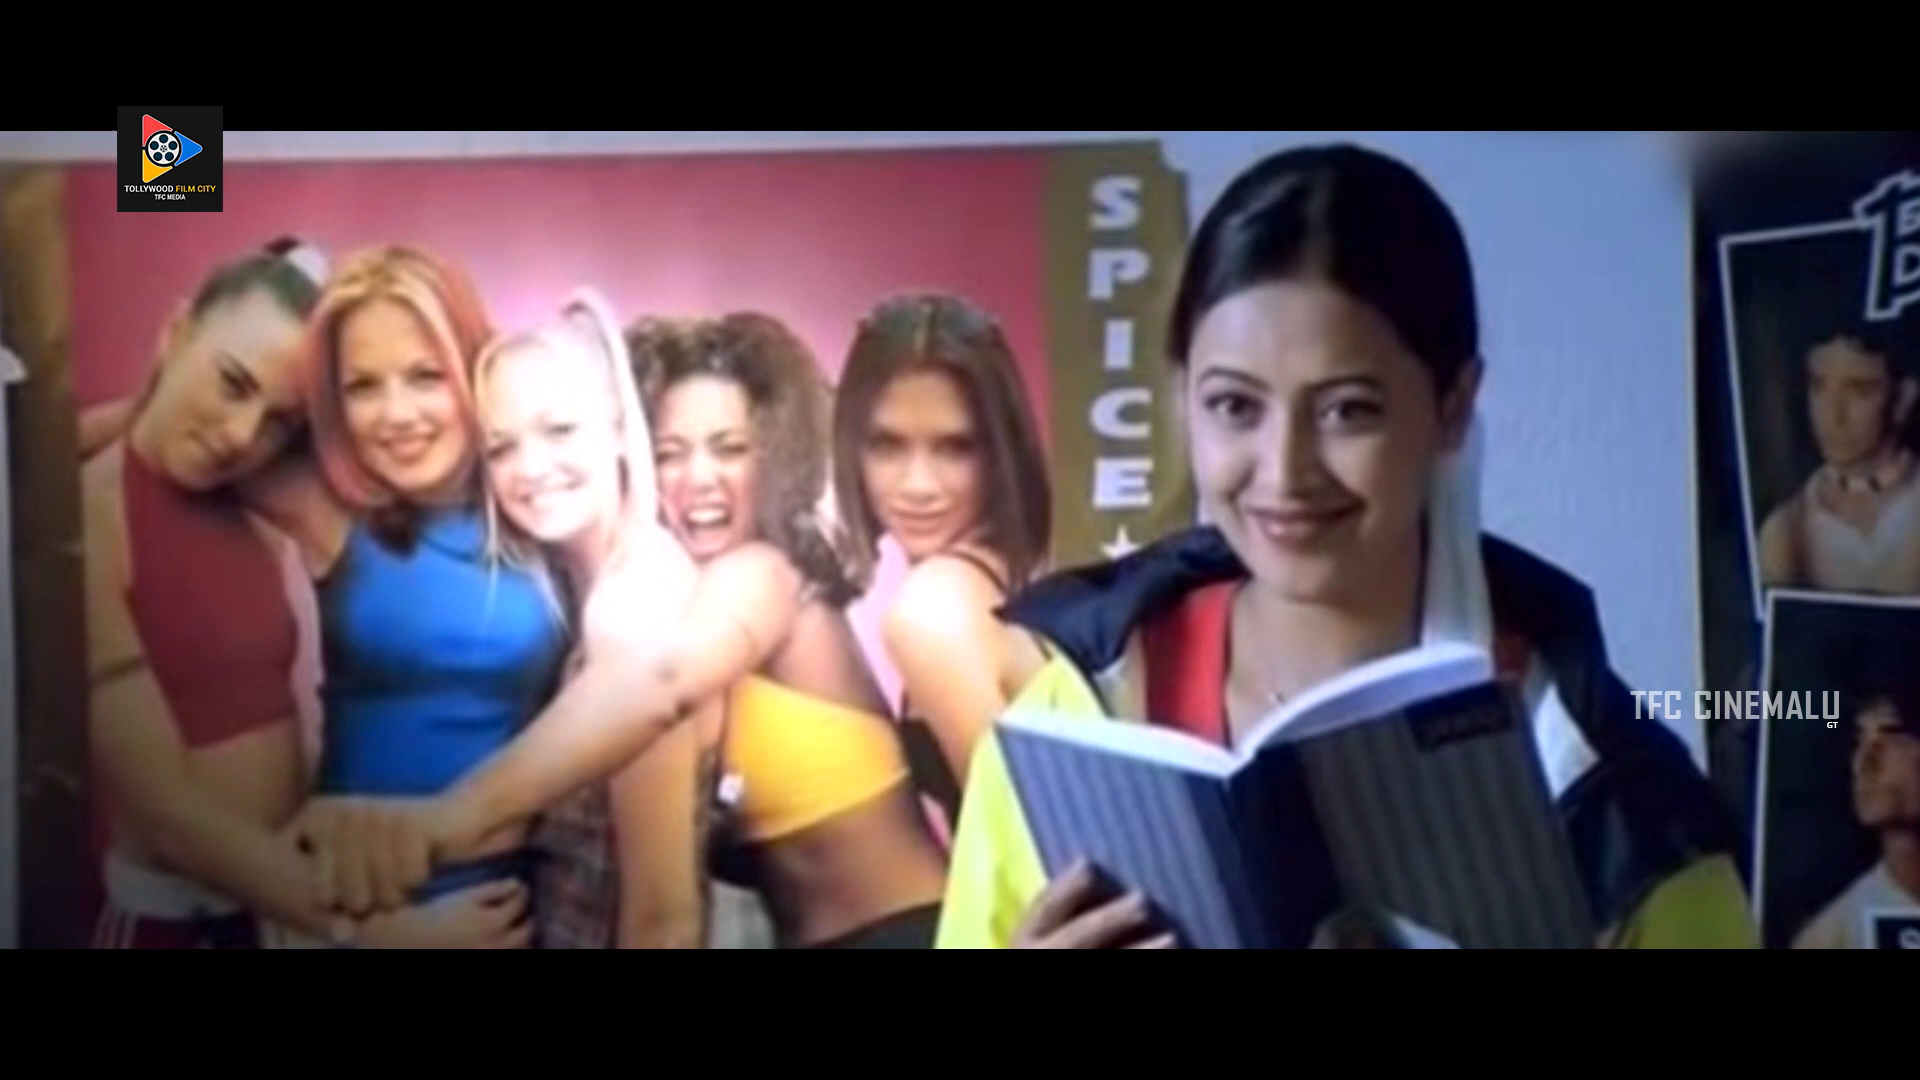 TOLLYWOOD FILM CITY
TFC MEDIA
SPICE
TFC CINEMALU
GT